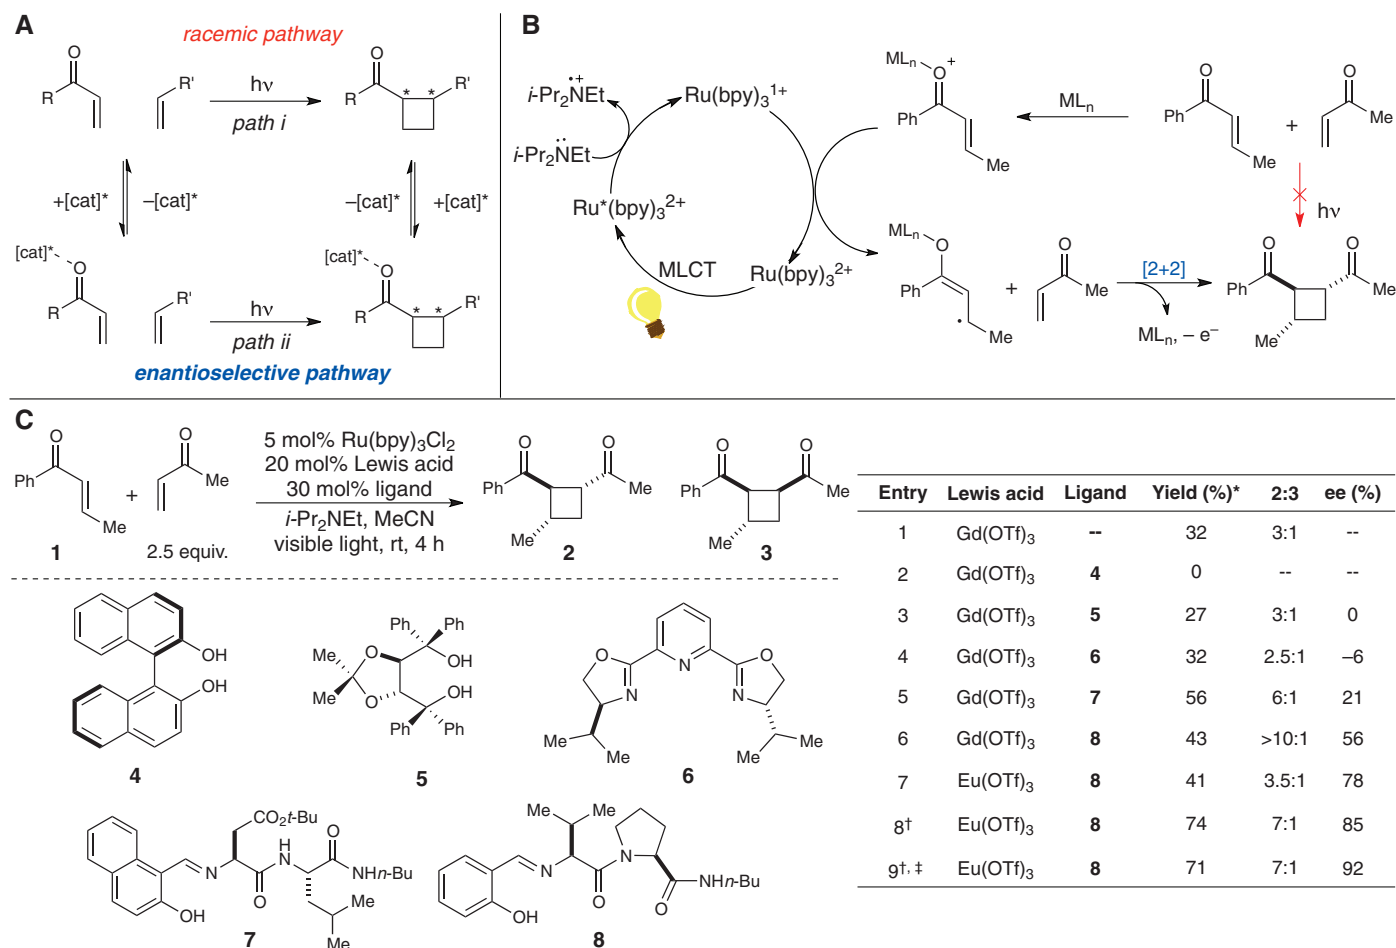 A
racemic pathway
O
R
R'
hν
path i
O
R
* *
R'
+[cat]*
–[cat]*
–[cat]*
+[cat]*
[cat]*
O
R
R'
hν
path ii
[cat]*
O
R
* *
R'
enantioselective pathway
B
i-Pr₂NEt
•+
i-Pr₂NEt
••
Ru(bpy)₃¹⁺
Ru*(bpy)₃²⁺
MLCT
Ru(bpy)₃²⁺
MLₙ
O⁺
Ph
Me
MLₙ
O
Ph
Me
+
O
Me
hν
MLₙ
O
Ph
•
Me
+
O
Me
[2+2]
MLₙ, – e⁻
O
O
Ph
Me
Me
C
O
Ph
Me
1
+
O
Me
2.5 equiv.
5 mol% Ru(bpy)₃Cl₂
20 mol% Lewis acid
30 mol% ligand
i-Pr₂NEt, MeCN
visible light, rt, 4 h
O
O
Ph
Me
Me
2
O
O
Ph
Me
Me
3
OH
OH
4
Ph
Ph
Me
O
OH
Me
O
OH
Ph
Ph
5
O
N
O
N
N
Me
Me
Me
Me
6
CO₂t-Bu
H
O
N
N
NHn-Bu
O
OH
Me
Me
7
Me
Me
N
N
O
NHn-Bu
OH
O
8
Entry Lewis acid Ligand Yield (%)* 2:3 ee (%)
1 Gd(OTf)₃ -- 32 3:1 --
2 Gd(OTf)₃ 4 0 -- --
3 Gd(OTf)₃ 5 27 3:1 0
4 Gd(OTf)₃ 6 32 2.5:1 –6
5 Gd(OTf)₃ 7 56 6:1 21
6 Gd(OTf)₃ 8 43 >10:1 56
7 Eu(OTf)₃ 8 41 3.5:1 78
8† Eu(OTf)₃ 8 74 7:1 85
9†, ‡ Eu(OTf)₃ 8 71 7:1 92